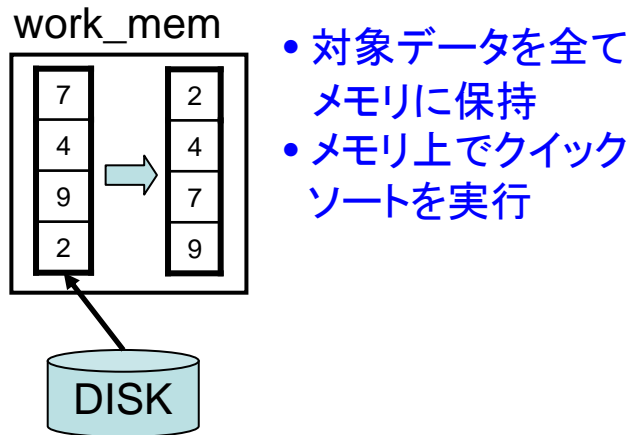 work_mem
7
4
9
2
2
4
7
9
DISK
• 対象データを全て
メモリに保持
• メモリ上でクイック
ソートを実行